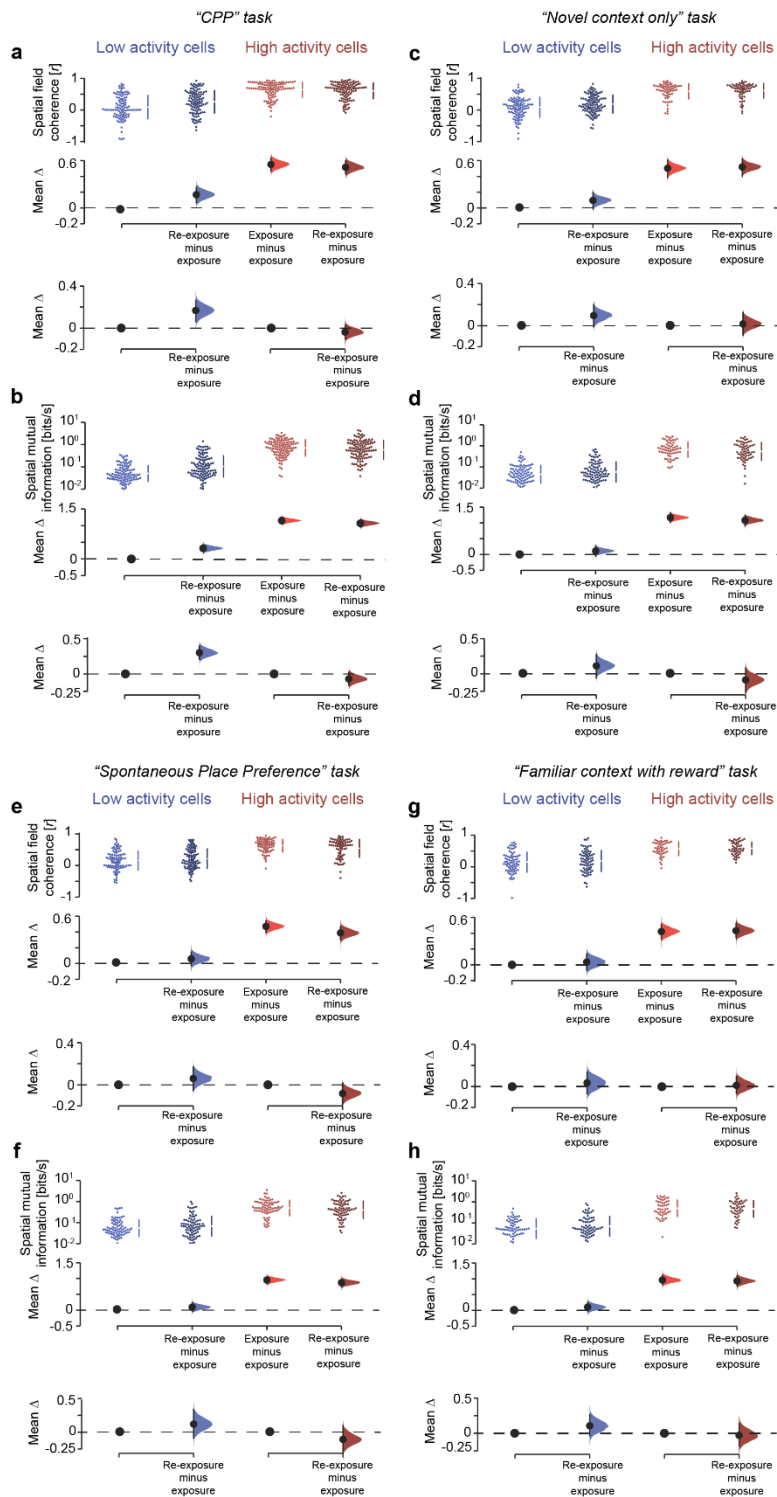 "CPP" task
"Novel context only" task
a
Low activity cells
High activity cells
c
Low activity cells
High activity cells
Spatial field
coherence [r]
1
0
-1
Spatial field
coherence [r]
1
0
-1
Mean Δ
0.6
0
-0.2
Re-exposure
minus
exposure
Exposure
minus
exposure
Re-exposure
minus
exposure
Mean Δ
0.6
0
-0.2
Re-exposure
minus
exposure
Exposure
minus
exposure
Re-exposure
minus
exposure
Mean Δ
0.4
0
-0.2
Re-exposure
minus
exposure
Re-exposure
minus
exposure
Mean Δ
0.4
0
-0.2
Re-exposure
minus
exposure
Re-exposure
minus
exposure
b
Spatial mutual
information [bits/s]
10¹
10⁰
10⁻¹
10⁻²
d
Spatial mutual
information [bits/s]
10¹
10⁰
10⁻¹
10⁻²
Mean Δ
1.5
0
-0.5
Re-exposure
minus
exposure
Exposure
minus
exposure
Re-exposure
minus
exposure
Mean Δ
1.5
0
-0.5
Re-exposure
minus
exposure
Exposure
minus
exposure
Re-exposure
minus
exposure
Mean Δ
0.5
0
-0.25
Re-exposure
minus
exposure
Re-exposure
minus
exposure
Mean Δ
0.5
0
-0.25
Re-exposure
minus
exposure
Re-exposure
minus
exposure
"Spontaneous Place Preference" task
"Familiar context with reward" task
e
Low activity cells
High activity cells
g
Low activity cells
High activity cells
Spatial field
coherence [r]
1
0
-1
Spatial field
coherence [r]
1
0
-1
Mean Δ
0.6
0
-0.2
Re-exposure
minus
exposure
Exposure
minus
exposure
Re-exposure
minus
exposure
Mean Δ
0.6
0
-0.2
Re-exposure
minus
exposure
Exposure
minus
exposure
Re-exposure
minus
exposure
Mean Δ
0.4
0
-0.2
Re-exposure
minus
exposure
Re-exposure
minus
exposure
Mean Δ
0.4
0
-0.2
Re-exposure
minus
exposure
Re-exposure
minus
exposure
f
Spatial mutual
information [bits/s]
10¹
10⁰
10⁻¹
10⁻²
h
Spatial mutual
information [bits/s]
10¹
10⁰
10⁻¹
10⁻²
Mean Δ
1.5
0
-0.5
Re-exposure
minus
exposure
Exposure
minus
exposure
Re-exposure
minus
exposure
Mean Δ
1.5
0
-0.5
Re-exposure
minus
exposure
Exposure
minus
exposure
Re-exposure
minus
exposure
Mean Δ
0.5
0
-0.25
Re-exposure
minus
exposure
Re-exposure
minus
exposure
Mean Δ
0.5
0
-0.25
Re-exposure
minus
exposure
Re-exposure
minus
exposure